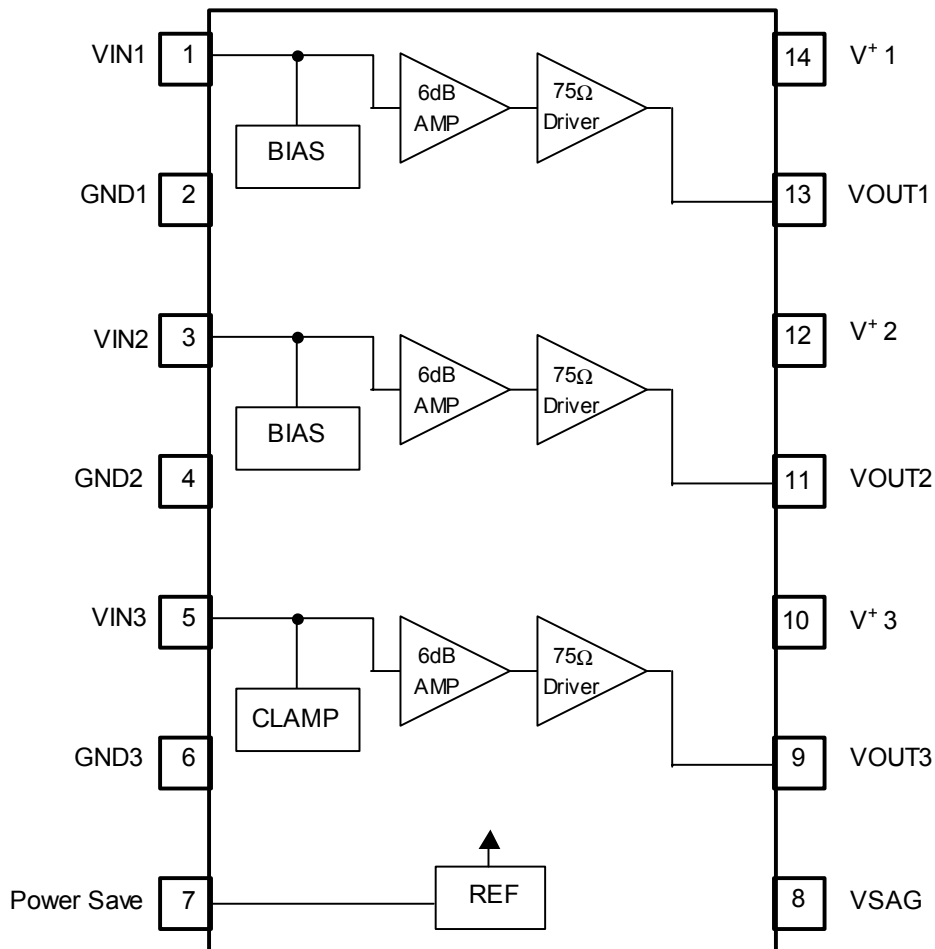 VIN1 1
14 V+ 1
6dB
AMP
75Ω
Driver
BIAS
GND1 2
13 VOUT1
VIN2 3
12 V+ 2
6dB
AMP
75Ω
Driver
BIAS
GND2 4
11 VOUT2
VIN3 5
10 V+ 3
6dB
AMP
75Ω
Driver
CLAMP
GND3 6
9 VOUT3
Power Save 7
REF
8 VSAG